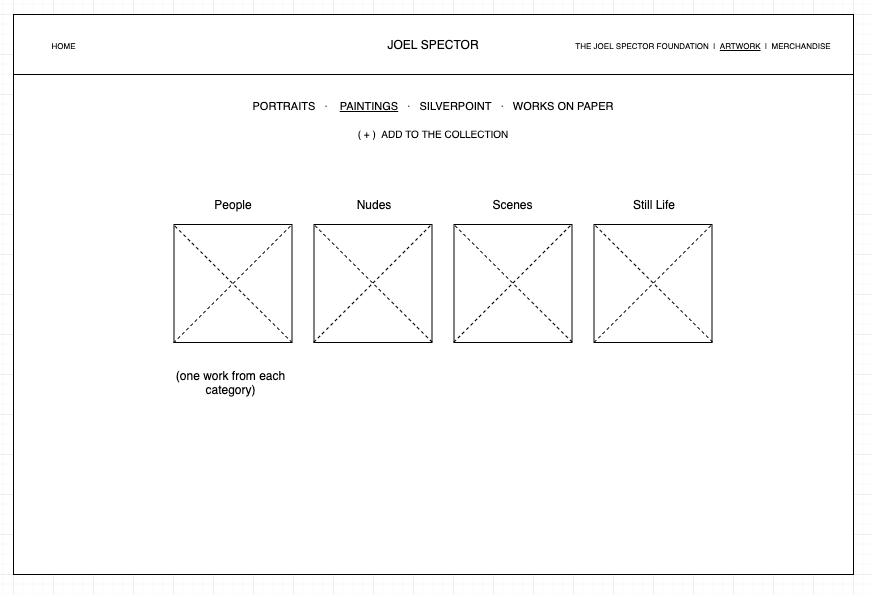 HOME
JOEL SPECTOR
THE JOEL SPECTOR FOUNDATION | ARTWORK | MERCHANDISE
PORTRAITS · PAINTINGS · SILVERPOINT · WORKS ON PAPER
( + ) ADD TO THE COLLECTION
People Nudes Scenes Still Life
(one work from each
category)